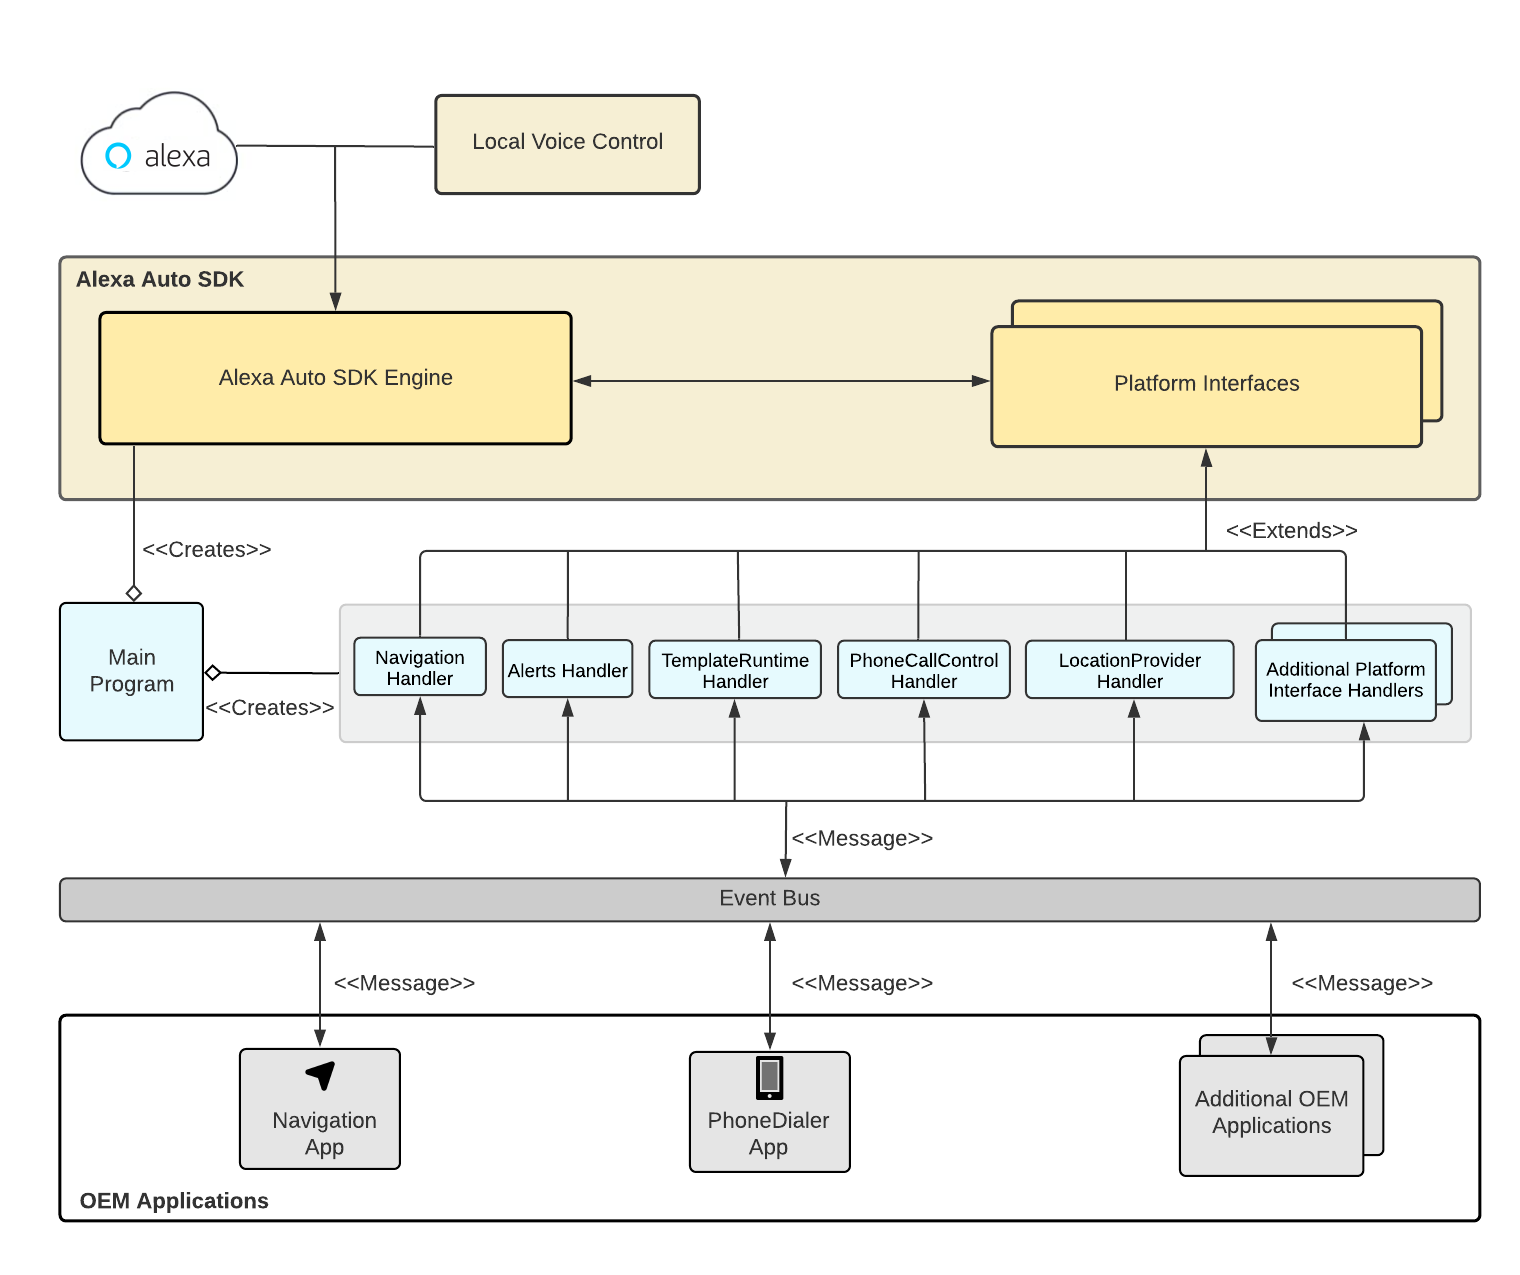 alexa
Local Voice Control
Alexa Auto SDK
Alexa Auto SDK Engine
Platform Interfaces
<<Creates>>
<<Extends>>
Main
Program
<<Creates>>
Navigation
Handler
Alerts Handler
TemplateRuntime
Handler
PhoneCallControl
Handler
LocationProvider
Handler
Additional Platform
Interface Handlers
<<Message>>
Event Bus
<<Message>>
<<Message>>
<<Message>>
Navigation
App
PhoneDialer
App
Additional OEM
Applications
OEM Applications